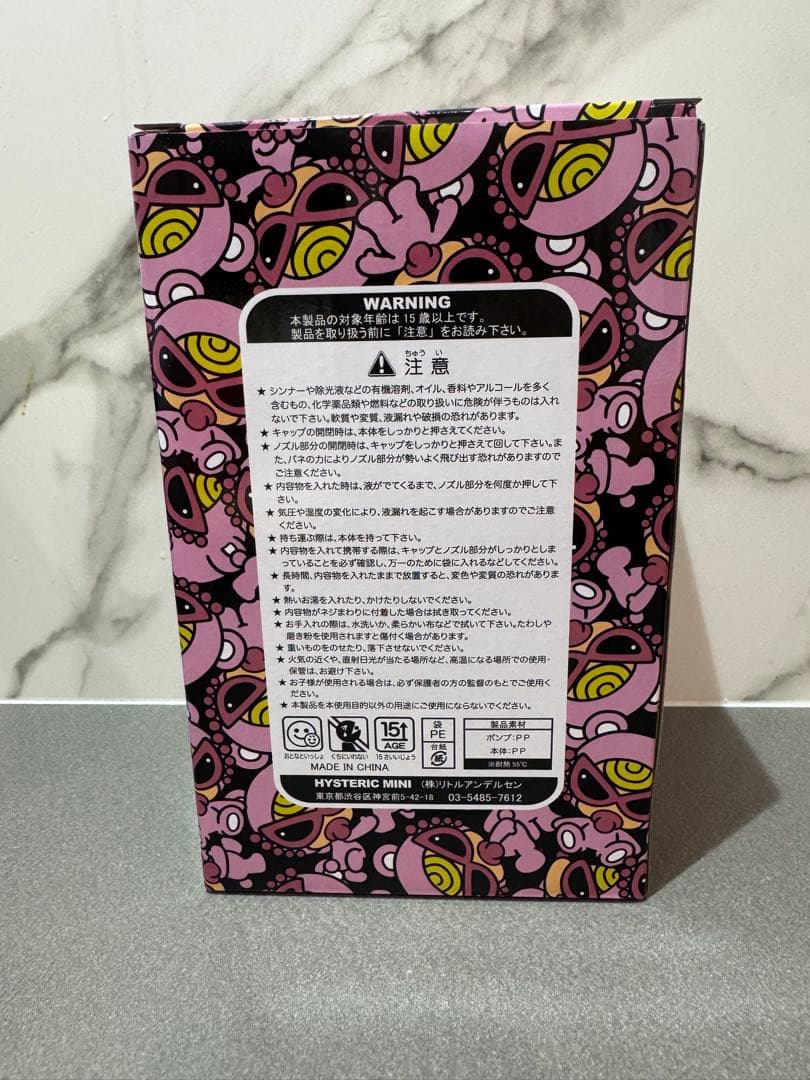 WARNING
本製品の対象年齢は15歳以上です。
製品を取り扱う前に「注意」をお読み下さい。
ちゅう い
注 意
★ シンナーや除光液などの有機溶剤、オイル、香料やアルコールを多く
含むもの、化学薬品類や燃料などの取り扱いに危険が伴うものは入れ
ないで下さい。軟質や変質、液漏れや破損の恐れがあります。
★ キャップの開閉時は、本体をしっかりと押さえてください。
★ ノズル部分の開閉時は、キャップをしっかりと押さえて回して下さい。ま
た、バネの力によりノズル部分が勢いよく飛び出す恐れがありますので
ご注意ください。
★ 内容物を入れた時は、液がでてくるまで、ノズル部分を何度か押して下
さい。
★ 気圧や湿度の変化により、液漏れを起こす場合がありますのでご注意
ください。
★ 持ち運ぶ際は、本体を持って下さい。
★ 内容物を入れて携帯する際は、キャップとノズル部分がしっかりとしま
っていることを必ず確認し、万一のために袋に入れるなどしてください。
★ 長時間、内容物を入れたままで放置すると、変色や変質の恐れがありま
す。
★ 熱いお湯を入れたり、かけたりしないでください。
★ 内容物がネジまわりに付着した場合は拭き取ってください。
★ お手入れの際は、水洗いか、柔らかい布などで拭いて下さい。たわしや
磨き粉を使用されますと傷付く場合があります。
★ 重いものをのせたり、落下させないでください。
★ 火気の近くや、直射日光が当たる場所など、高温になる場所での使用・
保管は、お避け下さい。
★ お子様が使用される場合は、必ず保護者の方の監督のもとでご使用く
ださい。
★ 本製品を本使用目的以外の用途にご使用にならないでください。
おとなといっしょ
くちにいれない
15↑
AGE
15さいいじょう
袋
PE
台紙
紙
製品素材
ポンプ:PP
本体:PP
※耐熱 55℃
MADE IN CHINA
HYSTERIC MINI (株)リトルアンデルセン
東京都渋谷区神宮前5-42-18 03-5485-7612